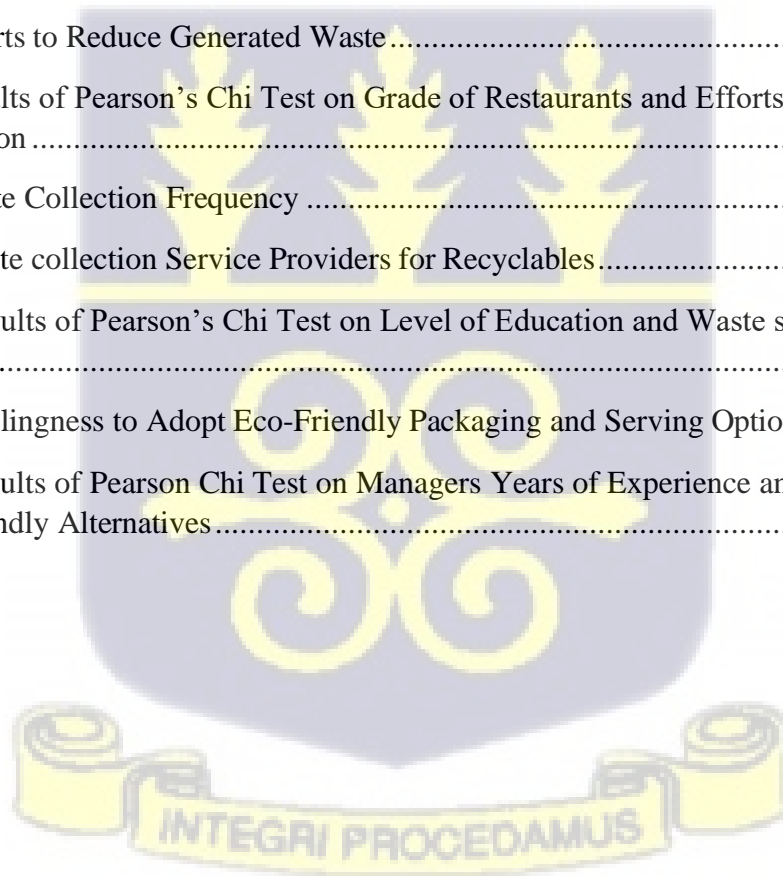 rts to Reduce Generated Waste................................................
ults of Pearson's Chi Test on Grade of Restaurants and Efforts
on................................................................................................
te Collection Frequency ............................................................
te collection Service Providers for Recyclables........................
ults of Pearson's Chi Test on Level of Education and Waste s
....................................................................................................
lingness to Adopt Eco-Friendly Packaging and Serving Optio
ults of Pearson Chi Test on Managers Years of Experience an
ndly Alternatives........................................................................
INTEGRI PROCEDAMUS